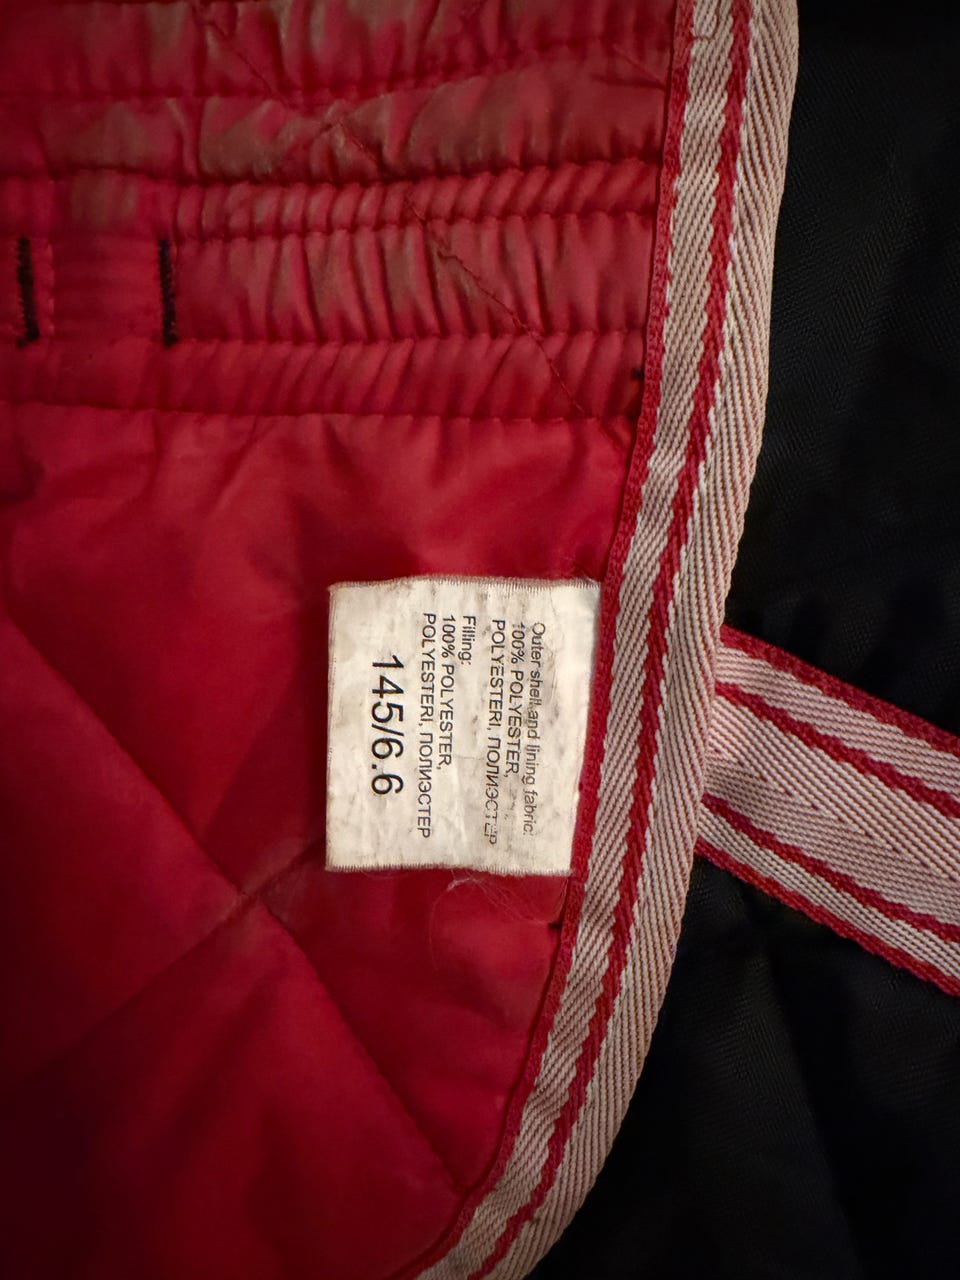 Outer shell and lining fabric:
100% POLYESTER,
POLYESTERI, ПОЛИЭСТЕР
Filling:
100% POLYESTER,
POLYESTERI, ПОЛИЭСТЕР
145/6.6